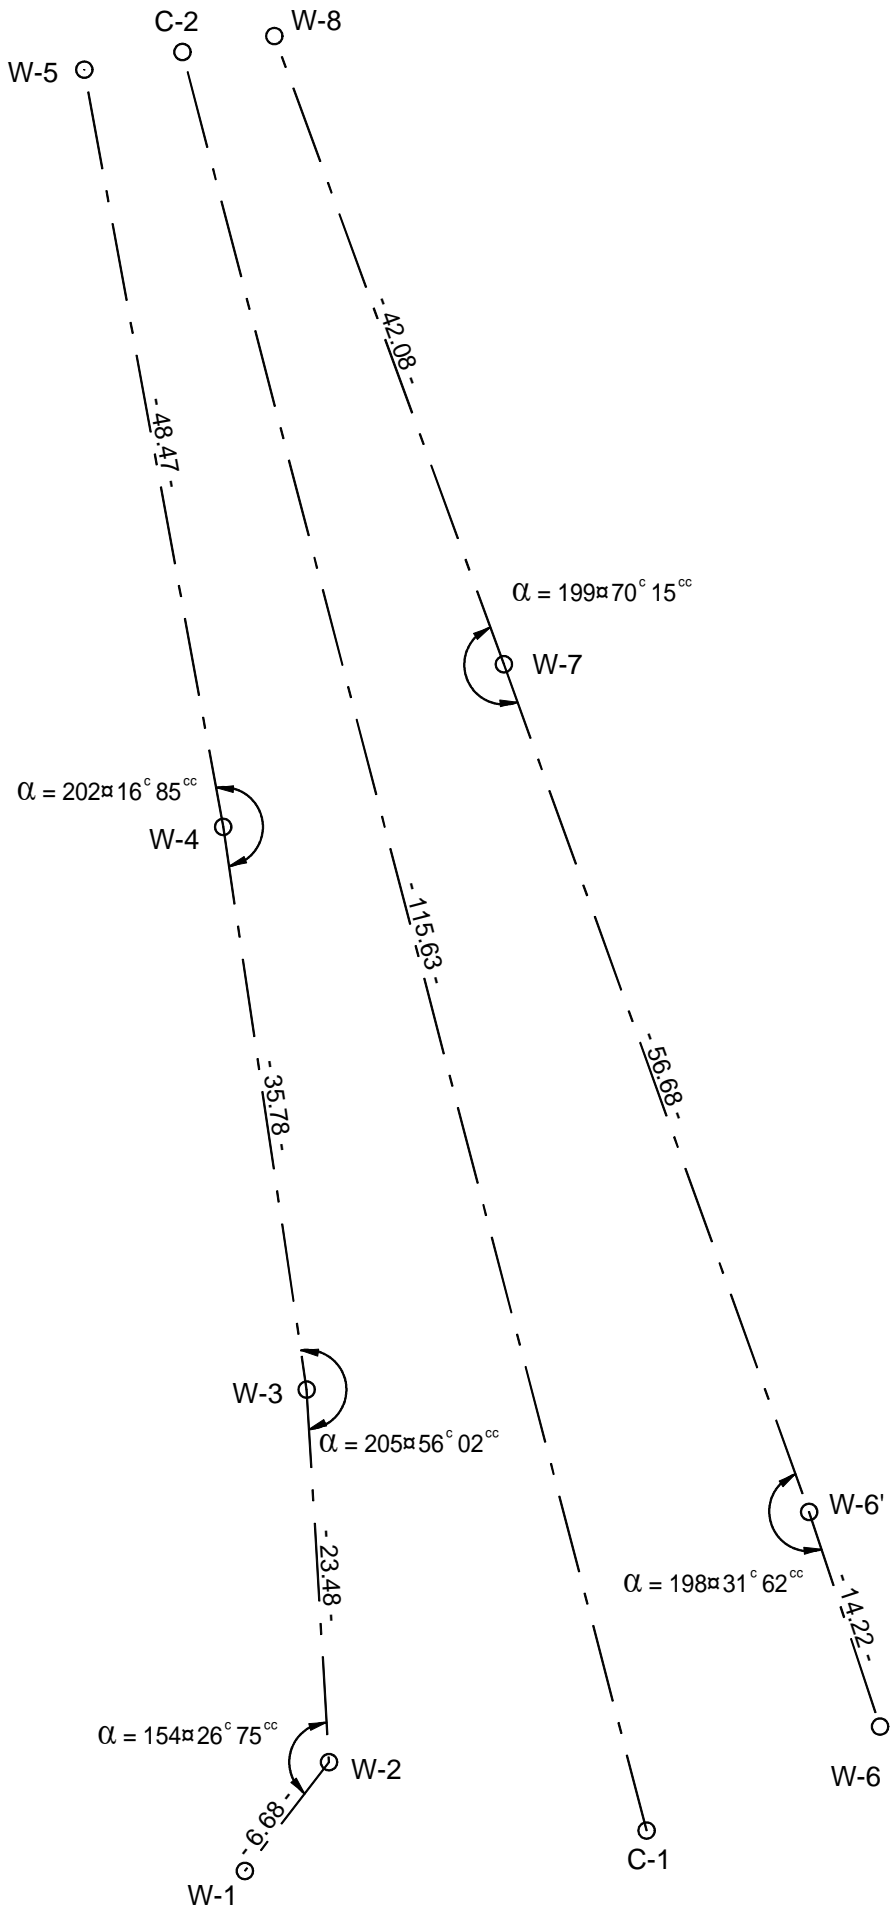 C-2
W-8
W-5
- 42.08 -
- 48.47 -
α = 199¤70ᶜ 15ᶜᶜ
W-7
α = 202¤16ᶜ 85ᶜᶜ
W-4
- 115.63 -
- 56.68 -
- 35.78 -
W-3
α = 205¤56ᶜ 02ᶜᶜ
W-6'
- 23.48 -
α = 198¤31ᶜ 62ᶜᶜ
- 14.22 -
α = 154¤26ᶜ 75ᶜᶜ
W-2
W-6
- 6.68 -
C-1
W-1